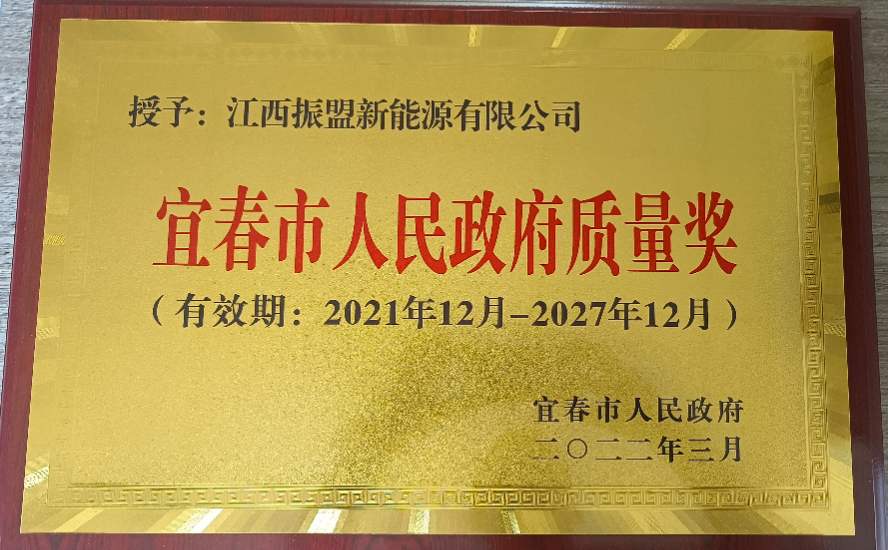 授予：江西振盟新能源有限公司
宜春市人民政府质量奖
（有效期：2021年12月-2027年12月）
宜春市人民政府
二〇二二年三月